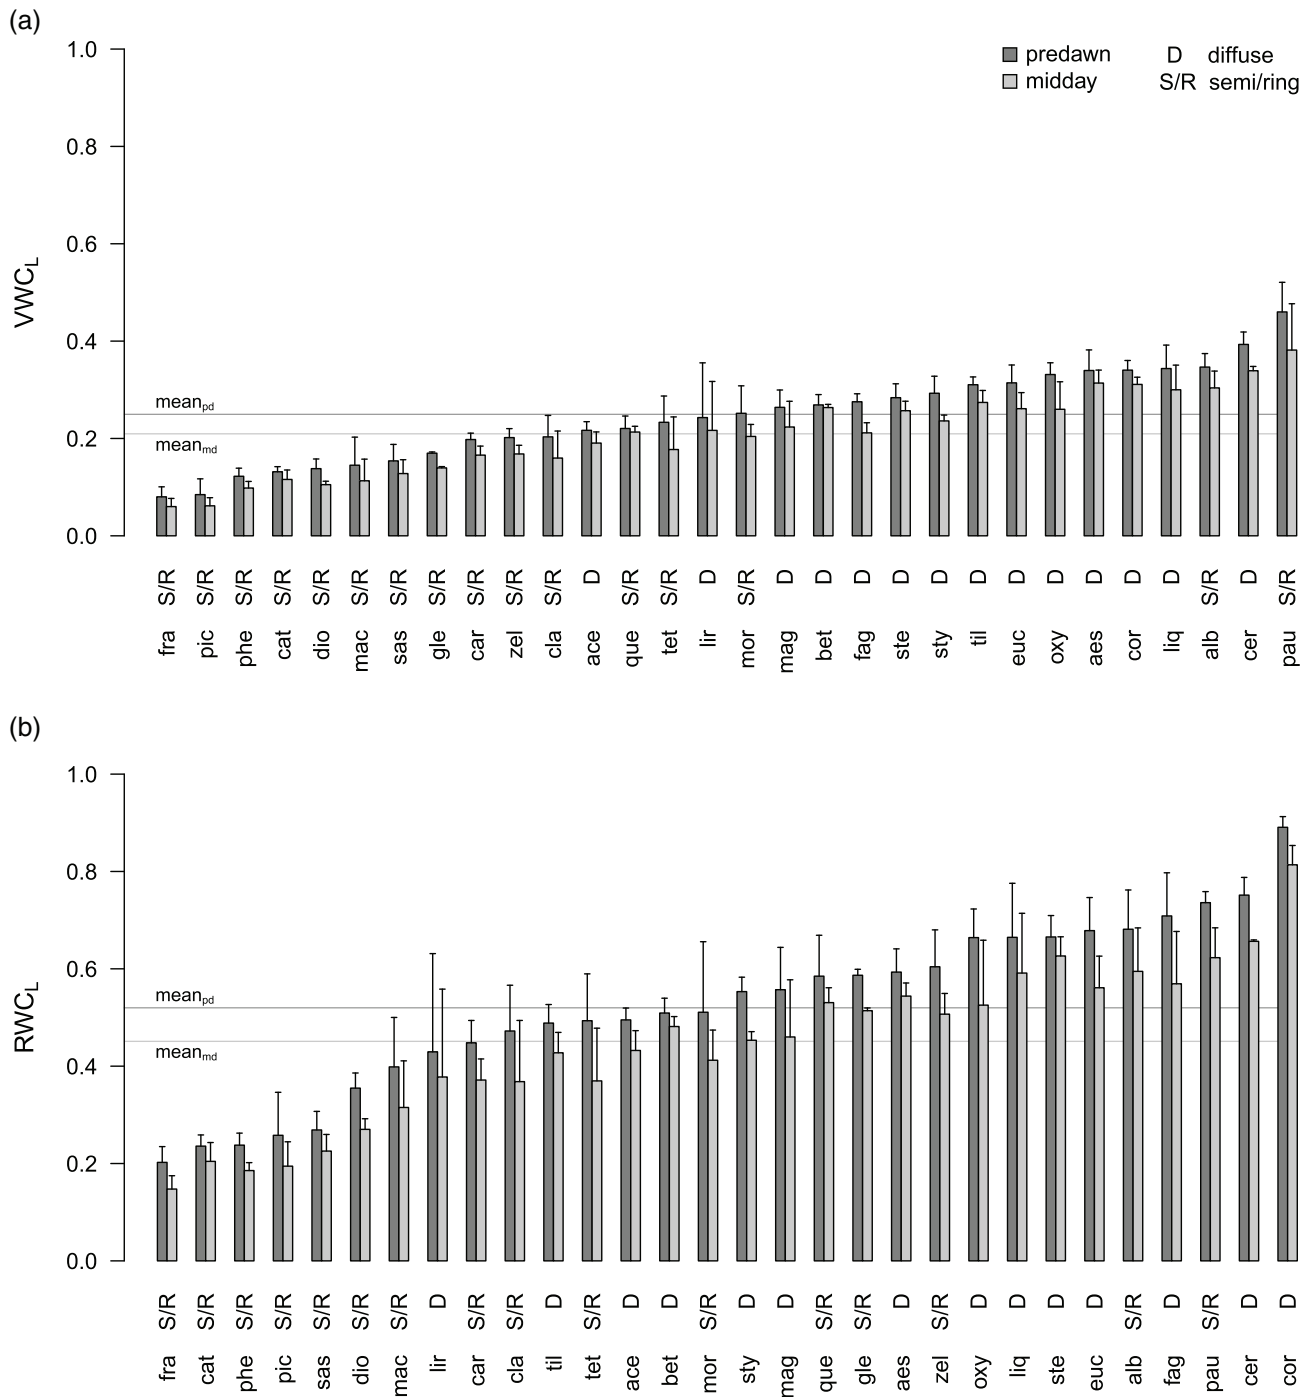 (a)
1.0
0.8
0.6
0.4
0.2
0.0
VWCL
predawn D diffuse
midday S/R semi/ring
meanpd
meanmd
S/R S/R S/R S/R S/R S/R S/R S/R S/R S/R S/R D S/R S/R D S/R D D D D D D D D D D D S/R D S/R
fra pic phe cat dio mac sas gle car zel cla ace que tet lir mor mag bet fag ste sty til euc oxy aes cor liq alb cer pau
(b)
1.0
0.8
0.6
0.4
0.2
0.0
RWCL
meanpd
meanmd
S/R S/R S/R S/R S/R S/R S/R D S/R S/R D S/R D D S/R D D S/R S/R D S/R D D D D S/R D S/R D D
fra cat phe pic sas dio mac lir car cla til tet ace bet mor sty mag que gle aes zel oxy liq ste euc alb fag pau cer cor